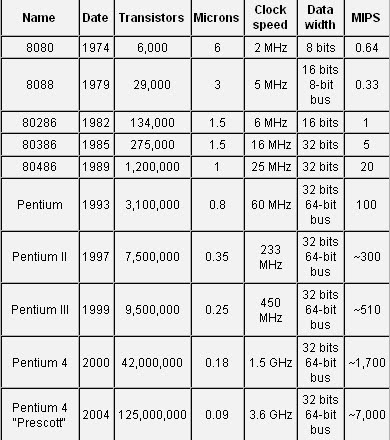 Name Date Transistors Microns Clock speed Data width MIPS
8080 1974 6,000 6 2 MHz 8 bits 0.64
8088 1979 29,000 3 5 MHz 16 bits 8-bit bus 0.33
80286 1982 134,000 1.5 6 MHz 16 bits 1
80386 1985 275,000 1.5 16 MHz 32 bits 5
80486 1989 1,200,000 1 25 MHz 32 bits 20
Pentium 1993 3,100,000 0.8 60 MHz 32 bits 64-bit bus 100
Pentium II 1997 7,500,000 0.35 233 MHz 32 bits 64-bit bus ~300
Pentium III 1999 9,500,000 0.25 450 MHz 32 bits 64-bit bus ~510
Pentium 4 2000 42,000,000 0.18 1.5 GHz 32 bits 64-bit bus ~1,700
Pentium 4 "Prescott" 2004 125,000,000 0.09 3.6 GHz 32 bits 64-bit bus ~7,000